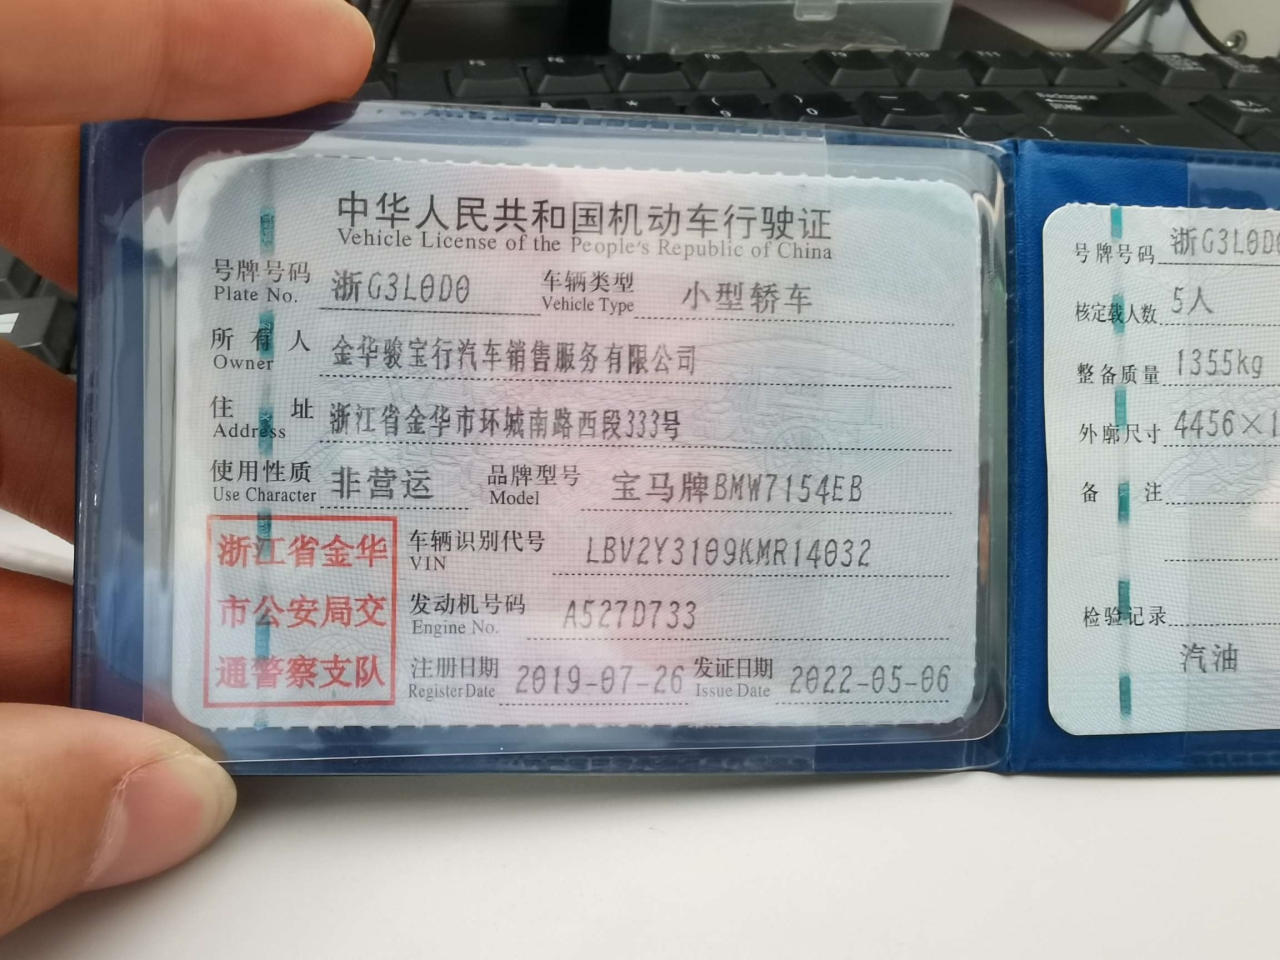 中华人民共和国机动车行驶证
Vehicle License of the People's Republic of China
号牌号码 浙G3L0D0 车辆类型 小型轿车
Plate No. Vehicle Type
所有人 金华骏宝行汽车销售服务有限公司
Owner
住址 浙江省金华市环城南路西段333号
Address
使用性质 非营运 品牌型号 宝马牌BMW7154EB
Use Character Model
浙江省金华
市公安局交
通警察支队
车辆识别代号 LBV2Y3109KMR14032
VIN
发动机号码 A527D733
Engine No.
注册日期 2019-07-26 发证日期 2022-05-06
Register Date Issue Date
号牌号码 浙G3L0D
核定载人数 5人
整备质量 1355kg
外廓尺寸 4456×1
备注
检验记录
汽油
F5 F6 F7 F8
Backspace